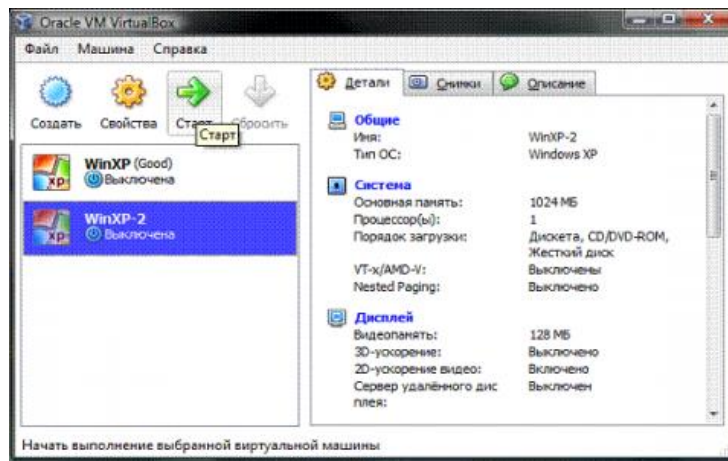 Oracle VM VirtualBox
Файл Машина Справка
Создать Свойства Старт Сбросить
Старт
WinXP (Good)
Выключена
WinXP-2
Выключена
Детали Снимки Описание
Общие
Имя: WinXP-2
Тип ОС: Windows XP
Система
Основная память: 1024 МБ
Процессор(ы): 1
Порядок загрузки: Дискета, CD/DVD-ROM,
Жесткий диск
VT-x/AMD-V: Выключены
Nested Paging: Выключено
Дисплей
Видеопамять: 128 МБ
3D-ускорение: Выключено
2D-ускорение видео: Включено
Сервер удалённого дис Выключен
плея:
Начать выполнение выбранной виртуальной машины